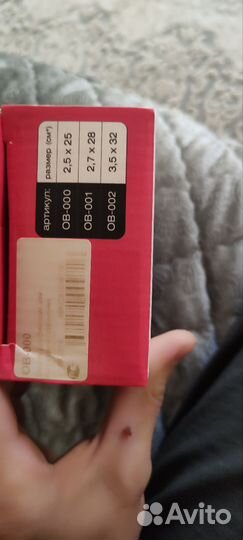 артикул: размер (см*)
OB-000 2,5 x 25
OB-001 2,7 x 28
OB-002 3,5 x 32
OB-000
Avito